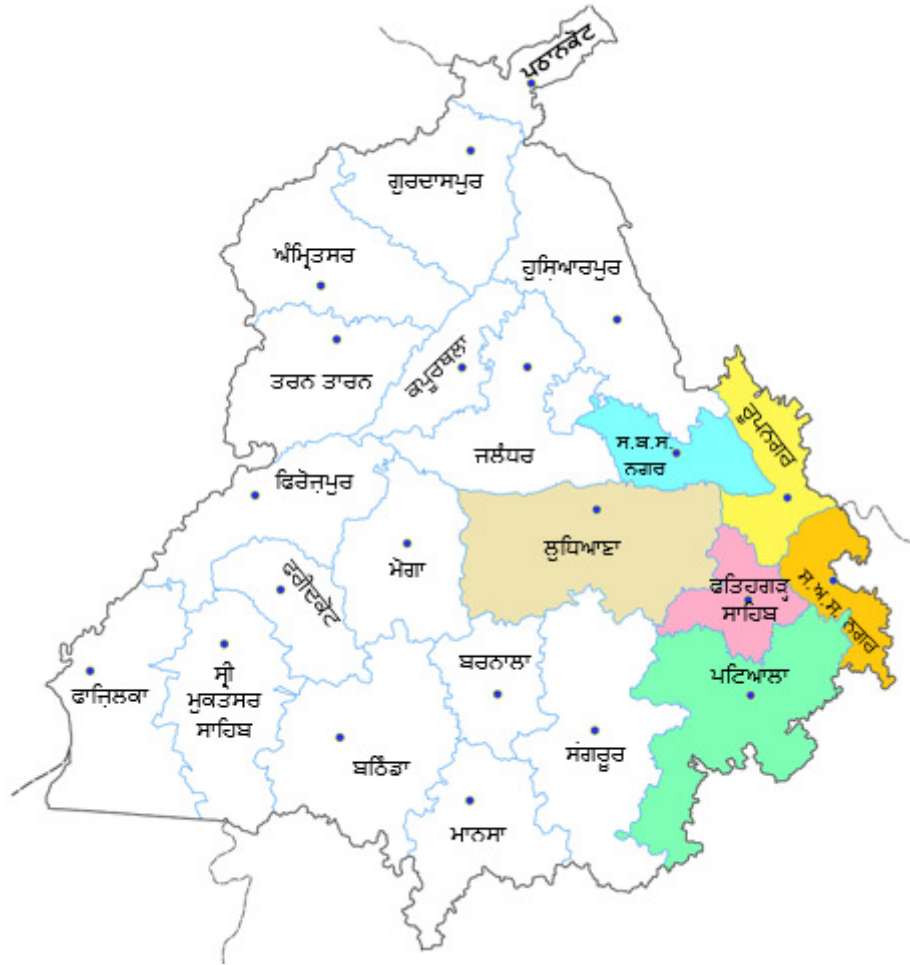 ਪਠਾਨਕੋਟ
ਗੁਰਦਾਸਪੁਰ
ਅੰਮ੍ਰਿਤਸਰ
ਹੁਸ਼ਿਆਰਪੁਰ
ਤਰਨ ਤਾਰਨ
ਕਪੂਰਥਲਾ
ਰੂਪਨਗਰ
ਜਲੰਧਰ
ਸ.ਬ.ਸ.
ਨਗਰ
ਫਿਰੋਜ਼ਪੁਰ
ਲੁਧਿਆਣਾ
ਮੋਗਾ
ਫਰੀਦਕੋਟ
ਫਤਿਹਗੜ੍ਹ
ਸਾਹਿਬ
ਸ.ਅ.ਸ. ਨਗਰ
ਬਰਨਾਲਾ
ਪਟਿਆਲਾ
ਫਾਜ਼ਿਲਕਾ
ਸ੍ਰੀ
ਮੁਕਤਸਰ
ਸਾਹਿਬ
ਬਠਿੰਡਾ
ਸੰਗਰੂਰ
ਮਾਨਸਾ